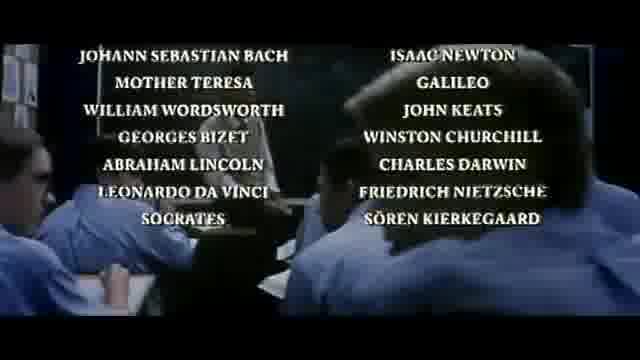 JOHANN SEBASTIAN BACH
MOTHER TERESA
WILLIAM WORDSWORTH
GEORGES BIZET
ABRAHAM LINCOLN
LEONARDO DA VINCI
SOCRATES
ISAAC NEWTON
GALILEO
JOHN KEATS
WINSTON CHURCHILL
CHARLES DARWIN
FRIEDRICH NIETZSCHE
SÖREN KIERKEGAARD